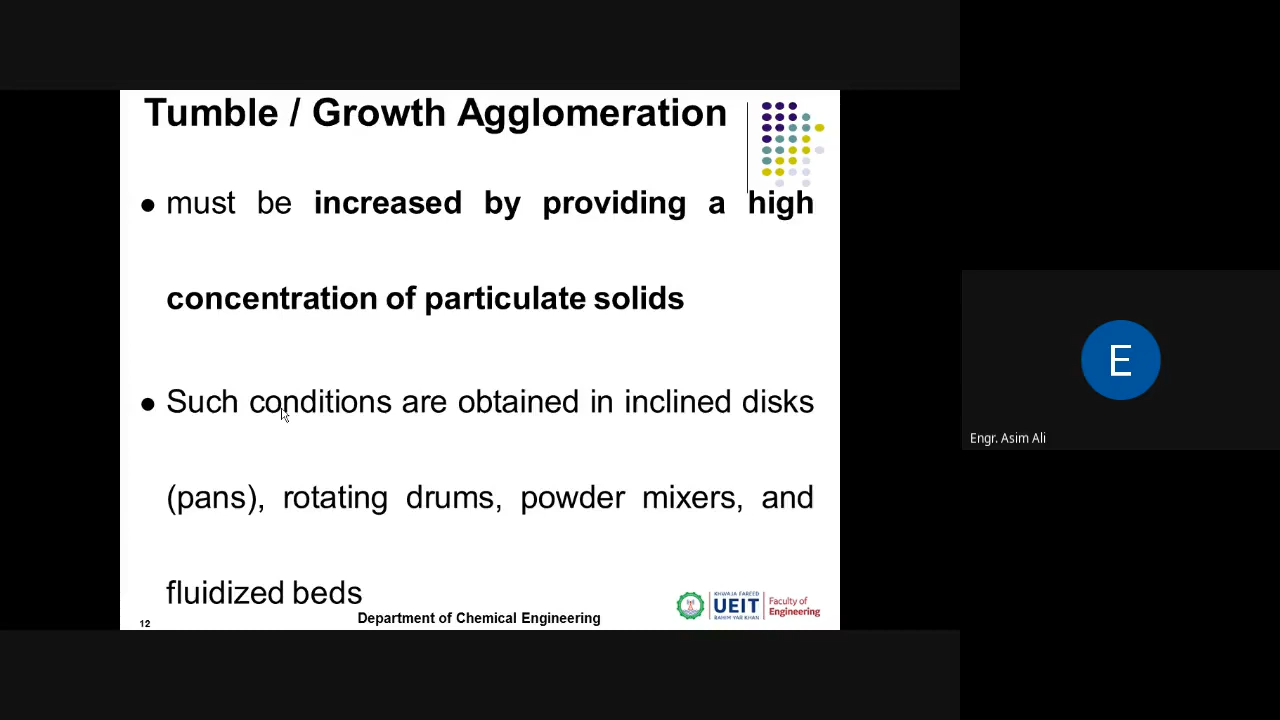 Tumble / Growth Agglomeration
● must be increased by providing a high
concentration of particulate solids
● Such conditions are obtained in inclined disks
(pans), rotating drums, powder mixers, and
fluidized beds
12
Department of Chemical Engineering
KHWAJA FAREED
UEIT
RAHIM YAR KHAN
Faculty of
Engineering
E
Engr. Asim Ali